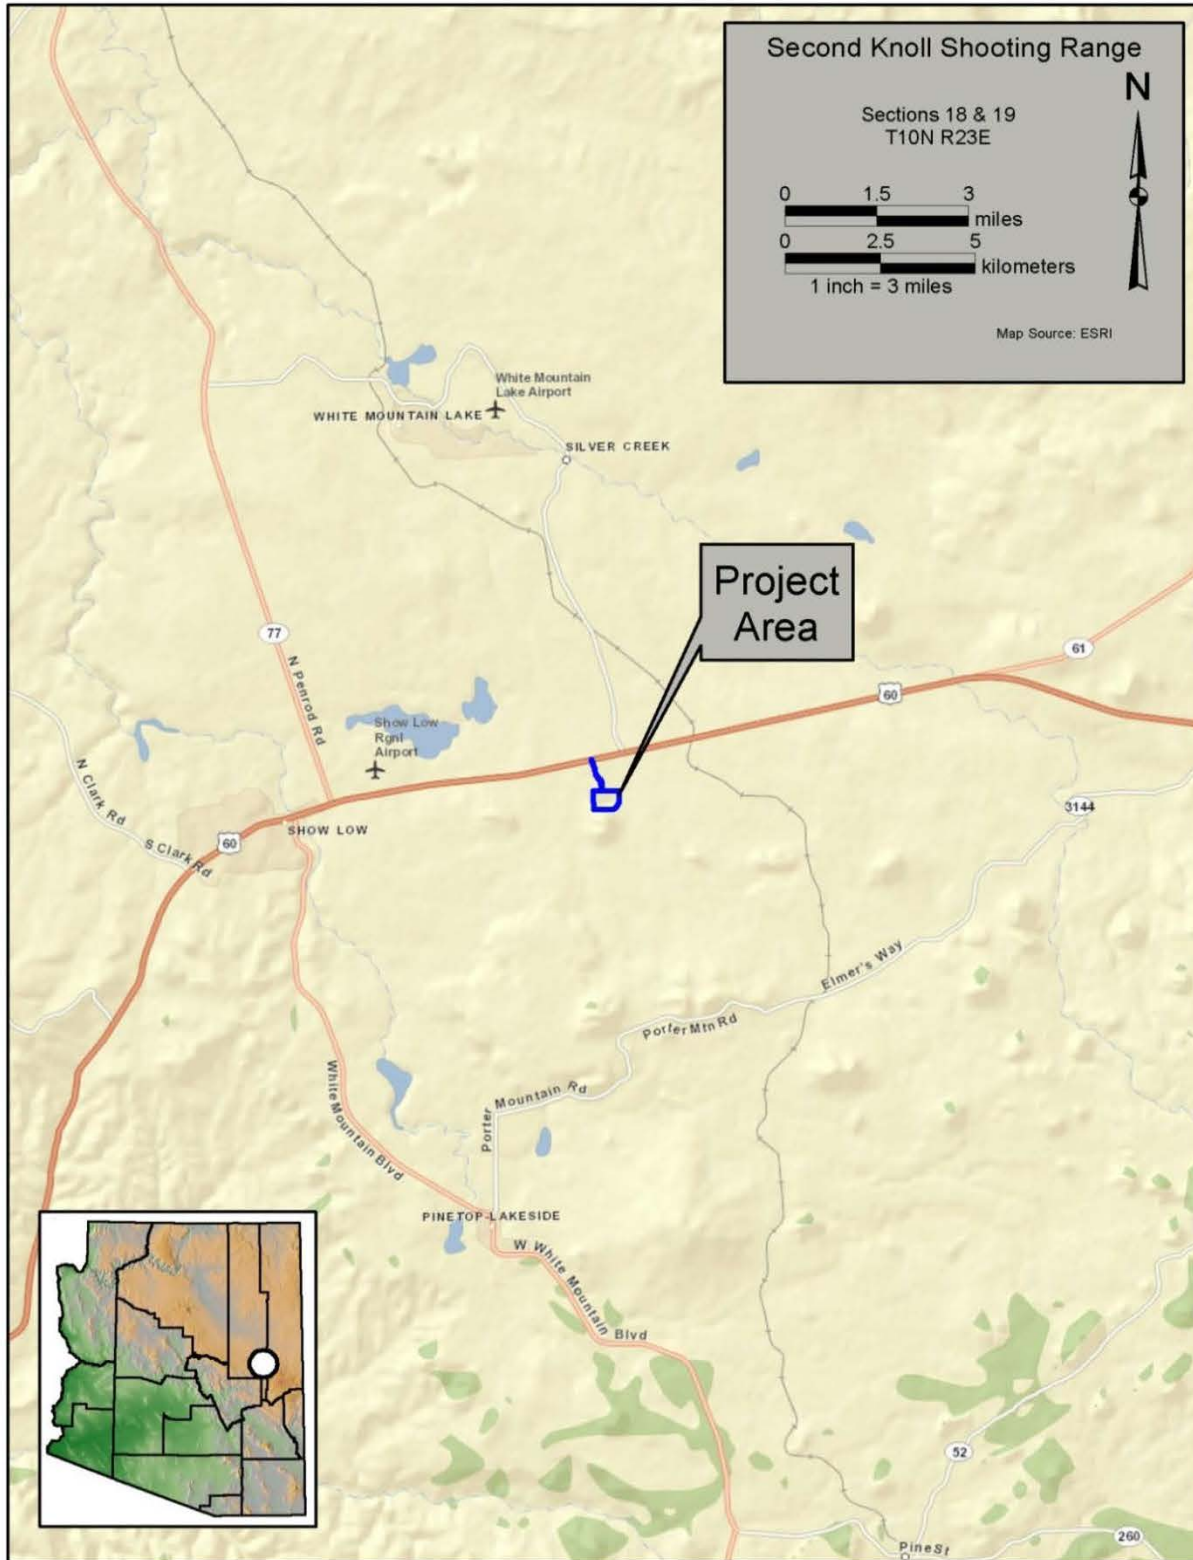 Second Knoll Shooting Range
N
Sections 18 & 19
T10N R23E
0 1.5 3
miles
0 2.5 5
kilometers
1 inch = 3 miles
Map Source: ESRI
White Mountain
Lake Airport
WHITE MOUNTAIN LAKE
SILVER CREEK
Project
Area
77
N Penrod Rd
61
60
Show Low
Rgnl
Airport
N Clark Rd
3144
SHOW LOW
60
S Clark Rd
Elmer's Way
Porter Mtn Rd
White Mountain Blvd
Porter
Mountain Rd
PINETOP-LAKESIDE
W White Mountain Blvd
52
260
Pine St